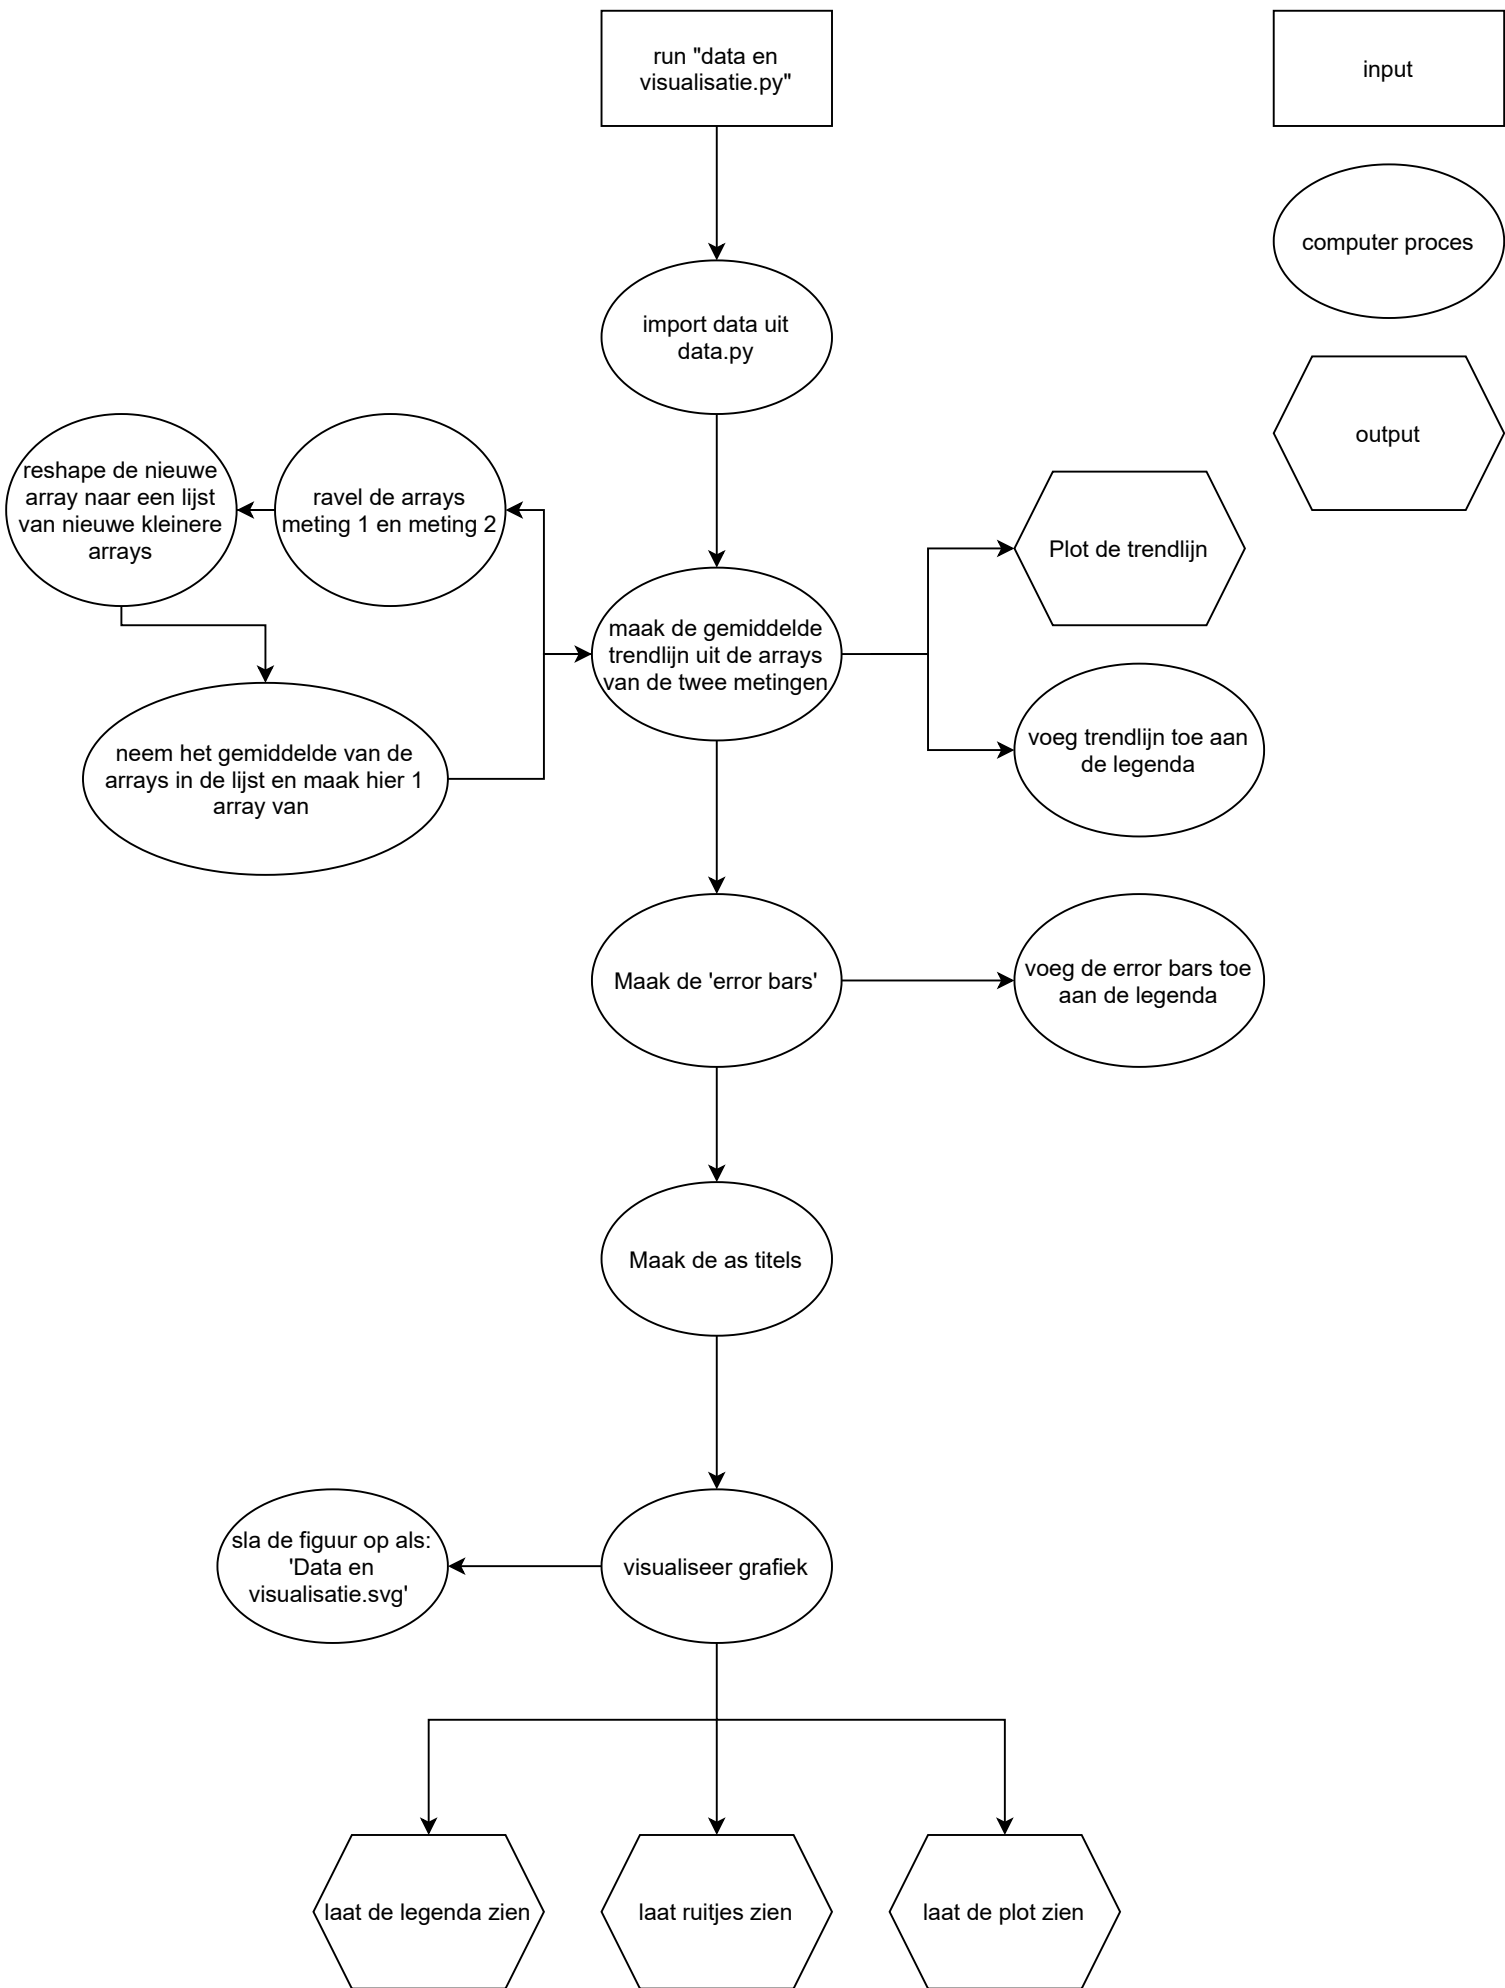 run "data en
visualisatie.py"
input
computer proces
import data uit
data.py
output
reshape de nieuwe
array naar een lijst
van nieuwe kleinere
arrays
ravel de arrays
meting 1 en meting 2
Plot de trendlijn
maak de gemiddelde
trendlijn uit de arrays
van de twee metingen
voeg trendlijn toe aan
de legenda
neem het gemiddelde van de
arrays in de lijst en maak hier 1
array van
Maak de 'error bars'
voeg de error bars toe
aan de legenda
Maak de as titels
sla de figuur op als:
'Data en
visualisatie.svg'
visualiseer grafiek
laat de legenda zien
laat ruitjes zien
laat de plot zien